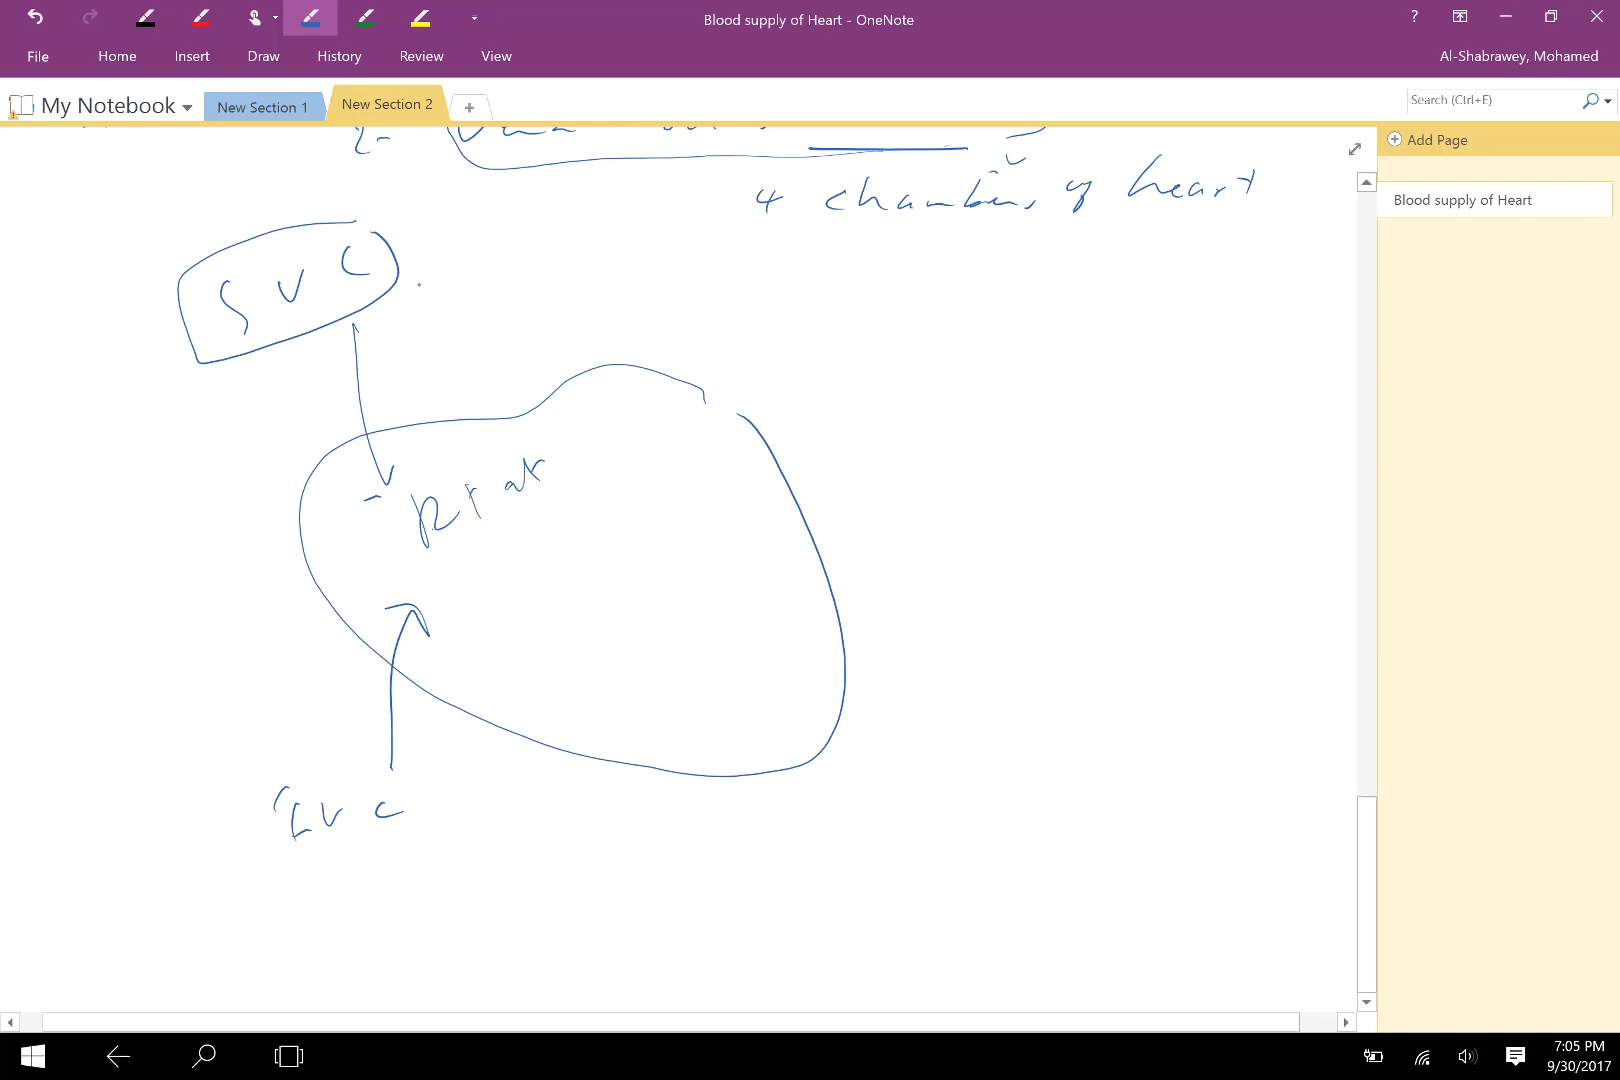 Blood supply of Heart - OneNote
?
File Home Insert Draw History Review View
Al-Shabrawey, Mohamed
My Notebook New Section 1 New Section 2 +
Search (Ctrl+E)
Add Page
Blood supply of Heart
4 chambers of heart
SVC
Rt at
IVC
7:05 PM
9/30/2017